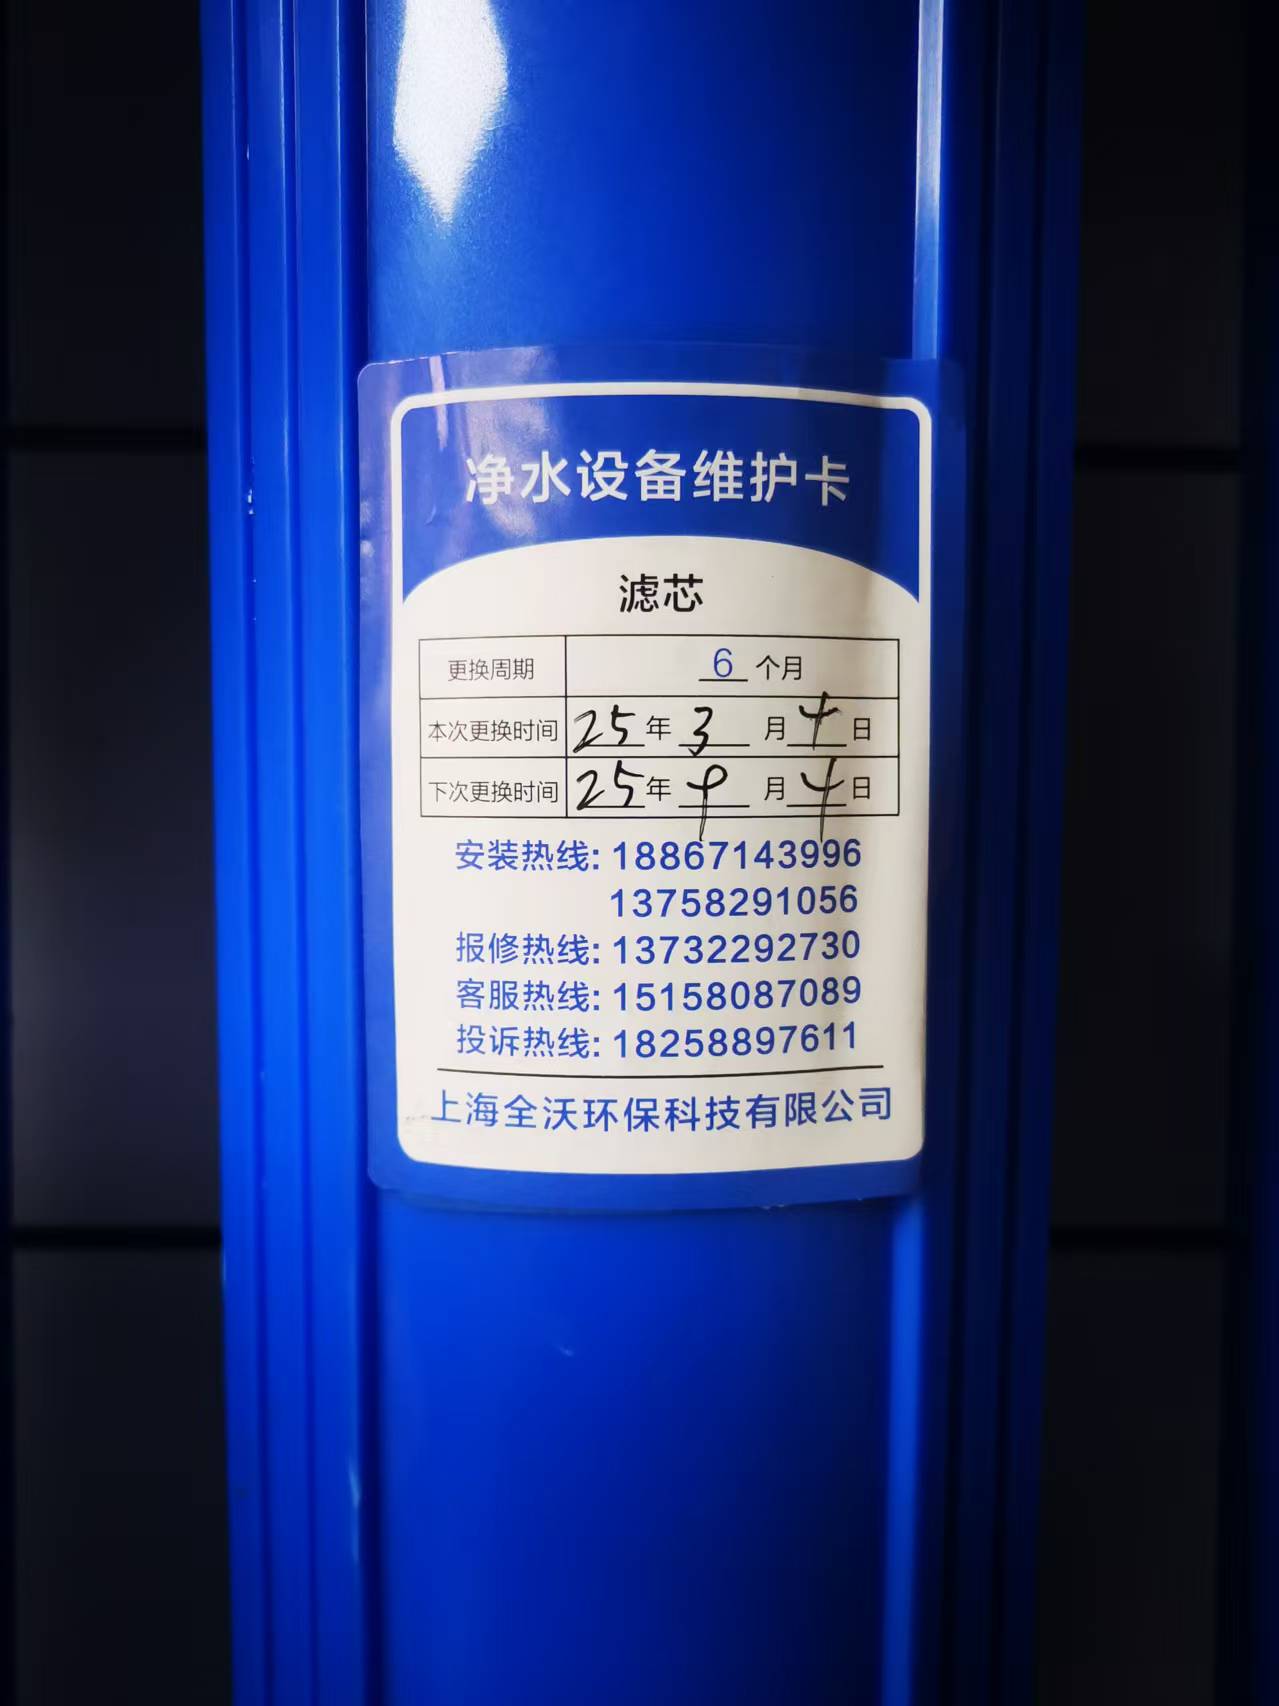 净水设备维护卡
滤芯
更换周期 6 个月
本次更换时间 25年 3 月 4 日
下次更换时间 25年 9 月 4 日
安装热线: 18867143996
13758291056
报修热线: 13732292730
客服热线: 15158087089
投诉热线: 18258897611
上海全沃环保科技有限公司